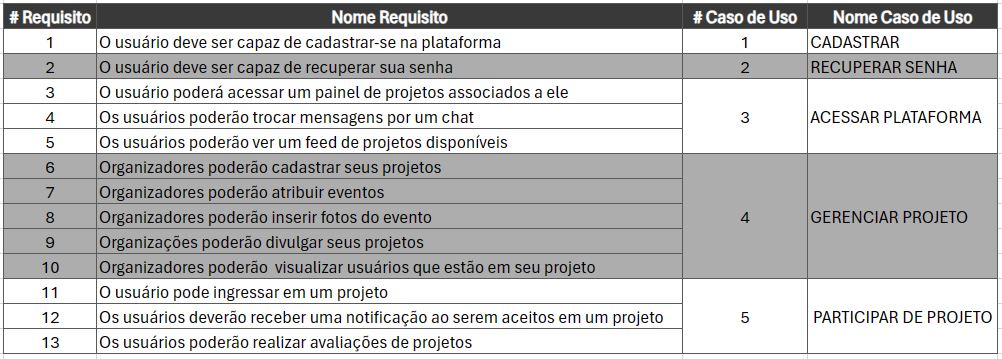 # Requisito Nome Requisito # Caso de Uso Nome Caso de Uso
1 O usuário deve ser capaz de cadastrar-se na plataforma 1 CADASTRAR
2 O usuário deve ser capaz de recuperar sua senha 2 RECUPERAR SENHA
3 O usuário poderá acessar um painel de projetos associados a ele
4 Os usuários poderão trocar mensagens por um chat 3 ACESSAR PLATAFORMA
5 Os usuários poderão ver um feed de projetos disponíveis
6 Organizadores poderão cadastrar seus projetos
7 Organizadores poderão atribuir eventos
8 Organizadores poderão inserir fotos do evento 4 GERENCIAR PROJETO
9 Organizações poderão divulgar seus projetos
10 Organizadores poderão visualizar usuários que estão em seu projeto
11 O usuário pode ingressar em um projeto
12 Os usuários deverão receber uma notificação ao serem aceitos em um projeto 5 PARTICIPAR DE PROJETO
13 Os usuários poderão realizar avaliações de projetos